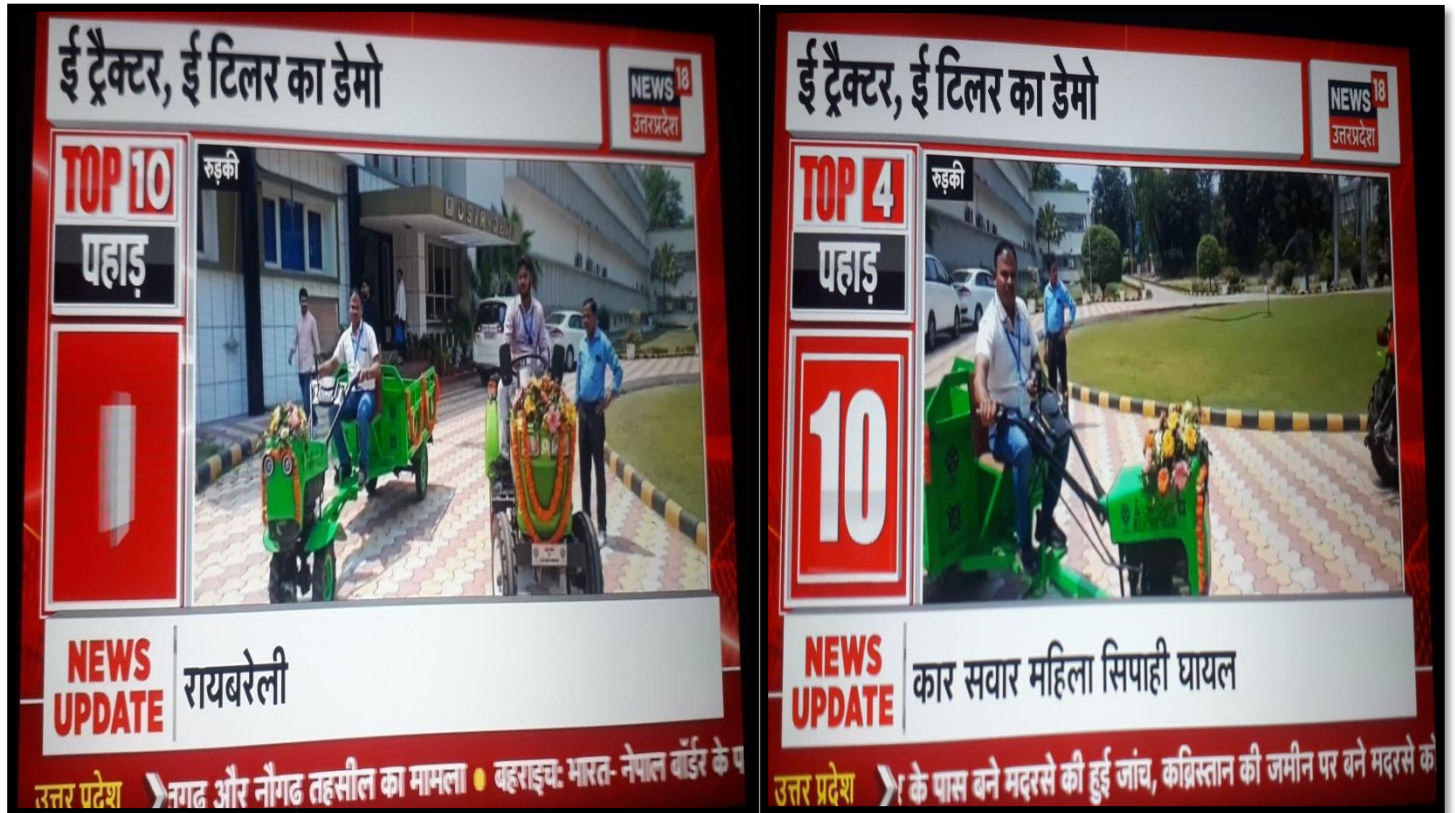 ई ट्रैक्टर, ई टिलर का डेमो
NEWS 18
उत्तरप्रदेश
TOP 10
पहाड़
रुड़की
NEWS UPDATE
रायबरेली
उत्तर प्रदेश
और नौगढ़ तहसील का मामला • बहराइच: भारत- नेपाल बॉर्डर के
ई ट्रैक्टर, ई टिलर का डेमो
NEWS 18
उत्तरप्रदेश
TOP 4
पहाड़
रुड़की
10
NEWS UPDATE
कार सवार महिला सिपाही घायल
उत्तर प्रदेश
के पास बने मदरसे की हुई जांच, कब्रिस्तान की जमीन पर बने मदरसे को